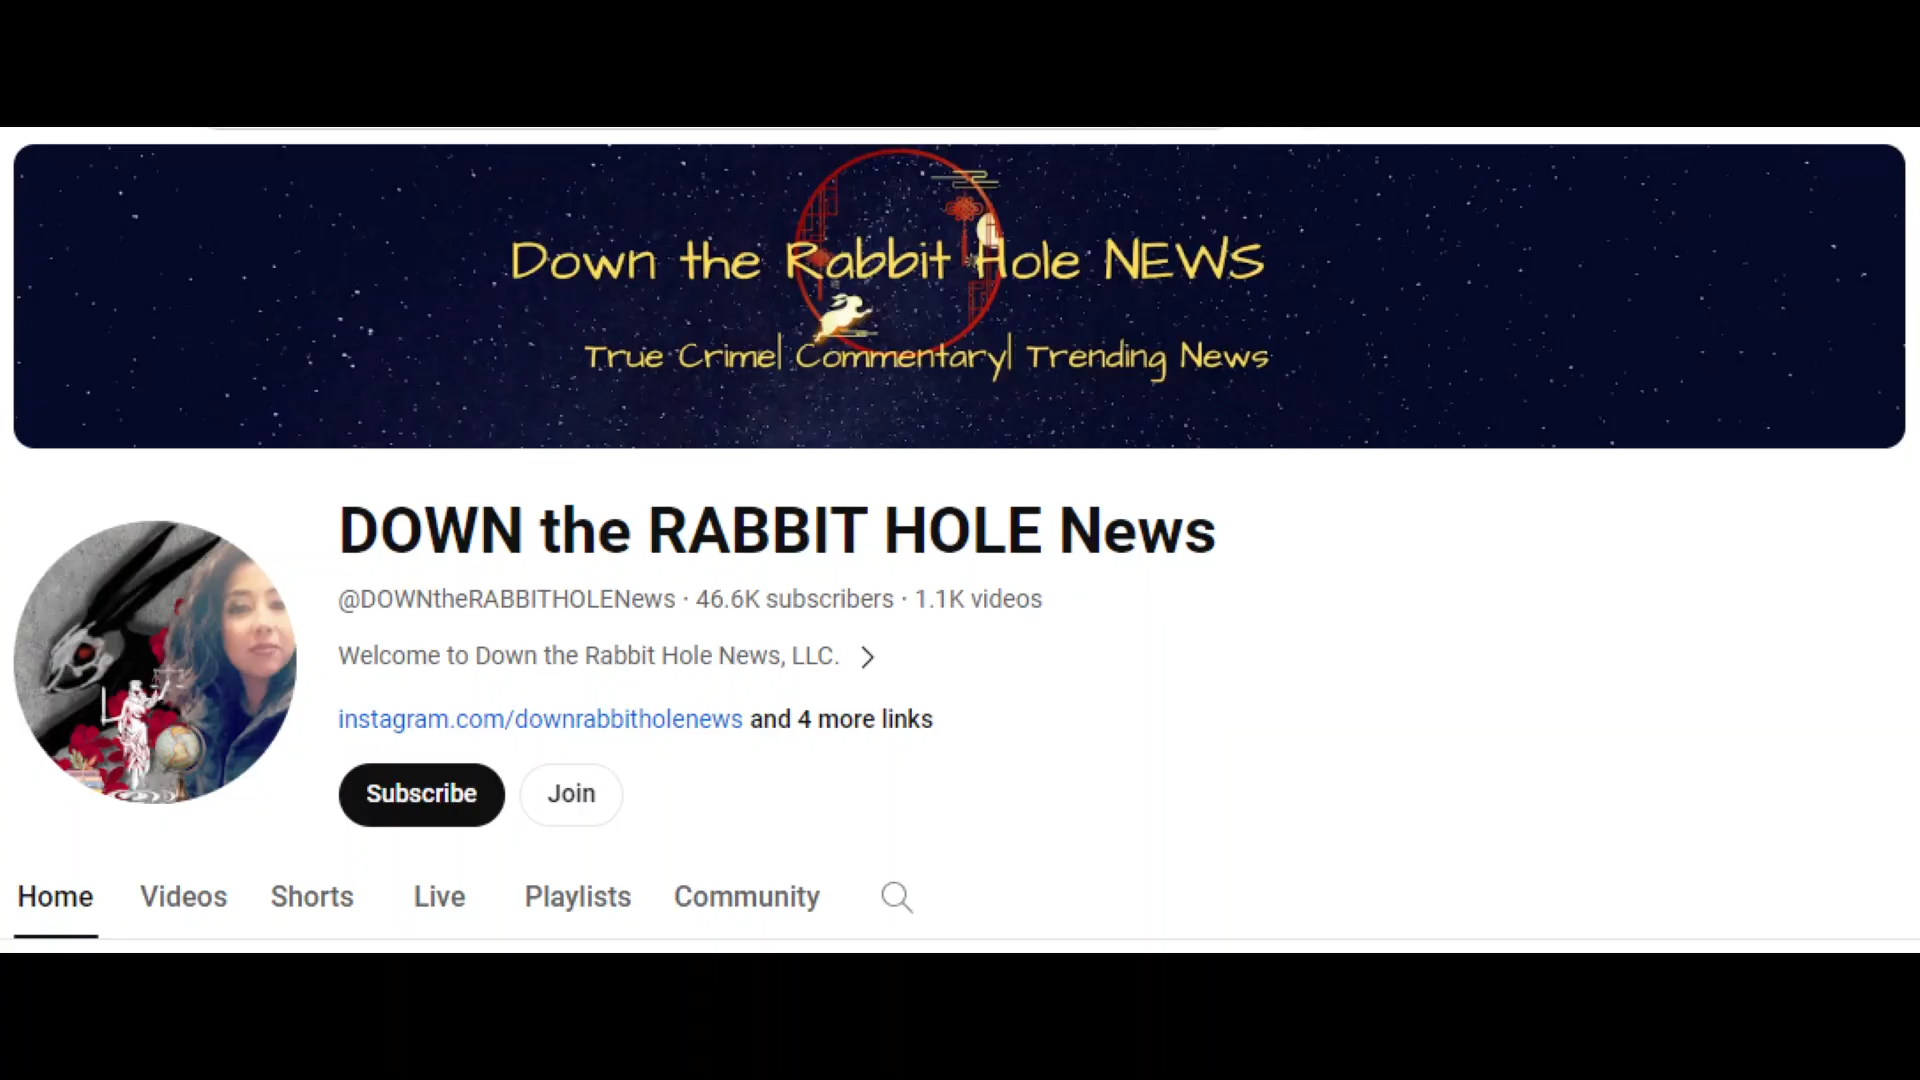 Down the Rabbit Hole NEWS
True Crime| Commentary| Trending News
DOWN the RABBIT HOLE News
@DOWNtheRABBITHOLENews · 46.6K subscribers · 1.1K videos
Welcome to Down the Rabbit Hole News, LLC.
instagram.com/downrabbitholenews and 4 more links
Subscribe Join
Home Videos Shorts Live Playlists Community